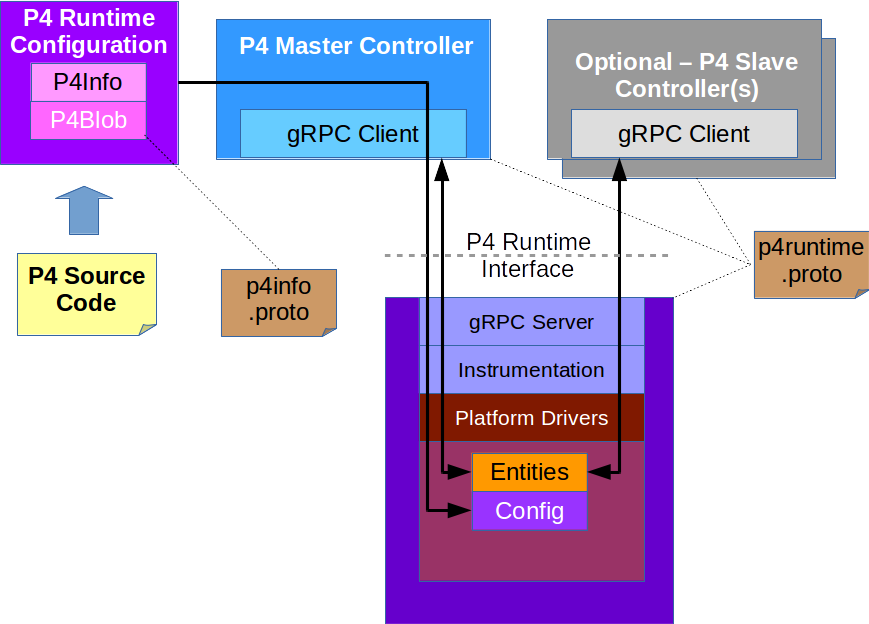 P4 Runtime
Configuration
P4Info
P4Blob
P4 Master Controller
gRPC Client
Optional – P4 Slave
Controller(s)
gRPC Client
P4 Source
Code
p4info
.proto
P4 Runtime
Interface
p4runtime
.proto
gRPC Server
Instrumentation
Platform Drivers
Entities
Config